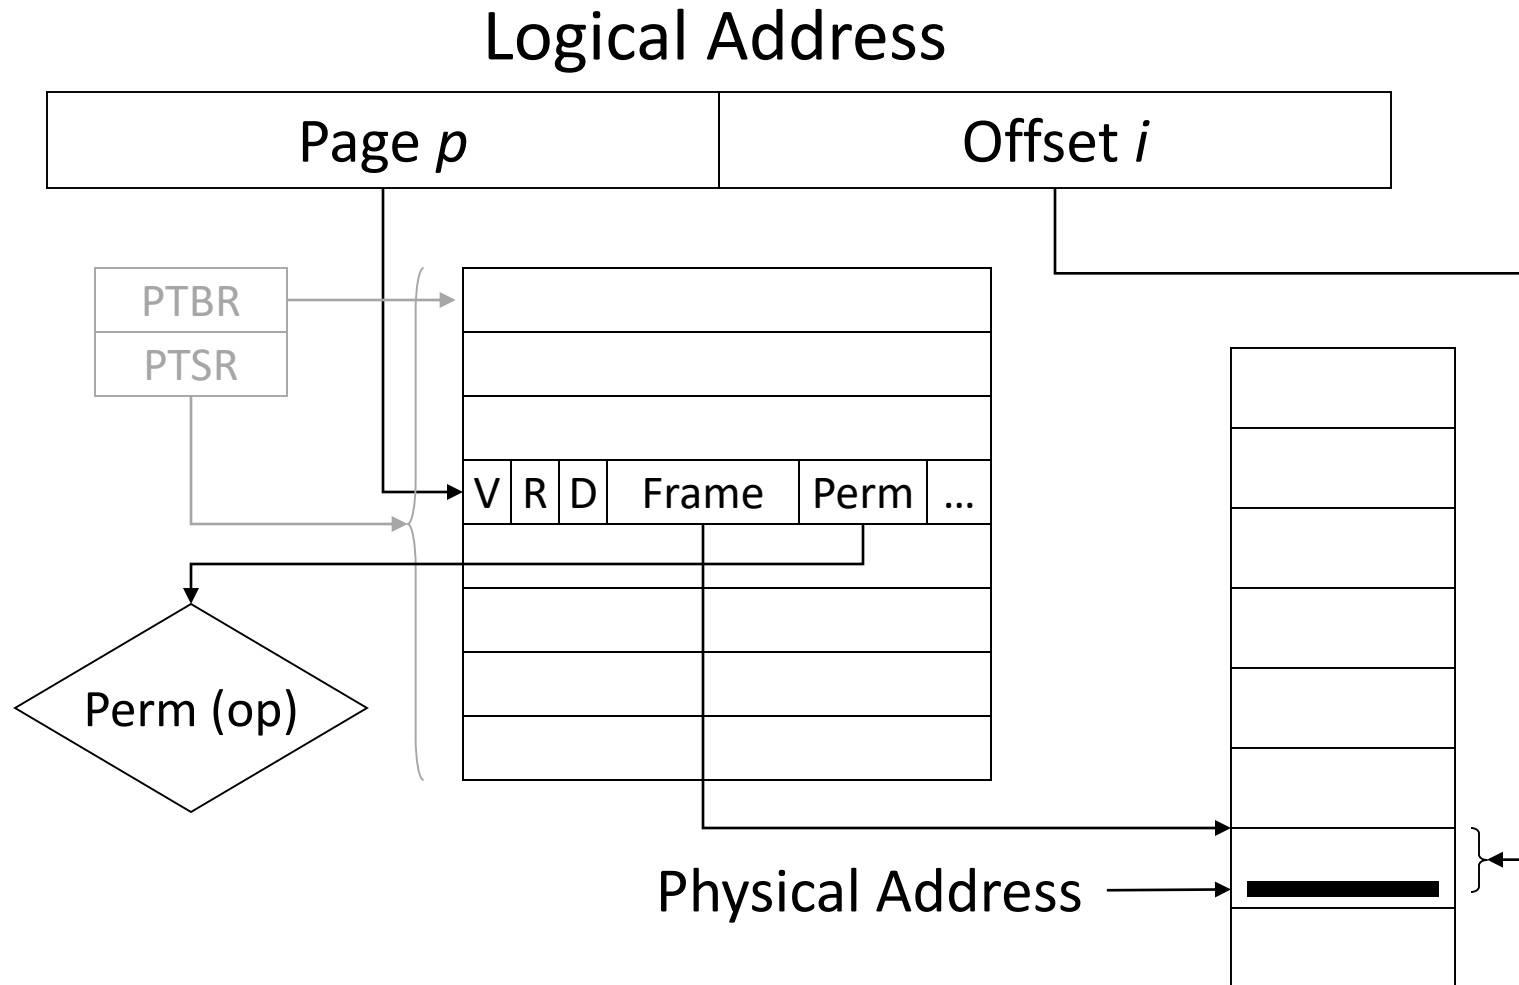 Logical Address
Page p
Offset i
PTBR
PTSR
V R D Frame Perm ...
Perm (op)
Physical Address